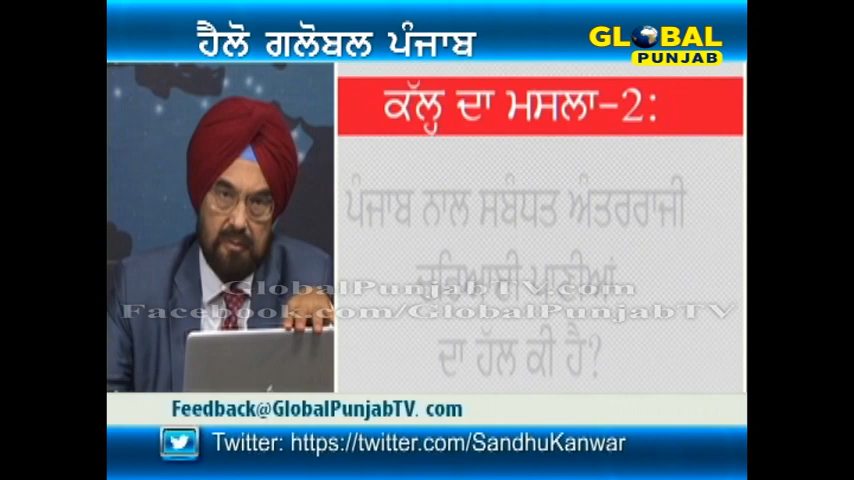 ਹੈਲੋ ਗਲੋਬਲ ਪੰਜਾਬ
GLOBAL
PUNJAB
ਕੱਲ੍ਹ ਦਾ ਮਸਲਾ-2:
ਪੰਜਾਬ ਨਾਲ ਸਬੰਧਤ ਅੰਤਰਰਾਜੀ
ਦਰਿਆਈ ਪਾਣੀਆਂ
GlobalPunjabTV.com
Facebook.com/GlobalPunjabTV
ਦਾ ਹੱਲ ਕੀ ਹੈ?
Feedback@GlobalPunjabTV. com
Twitter: https://twitter.com/SandhuKanwar